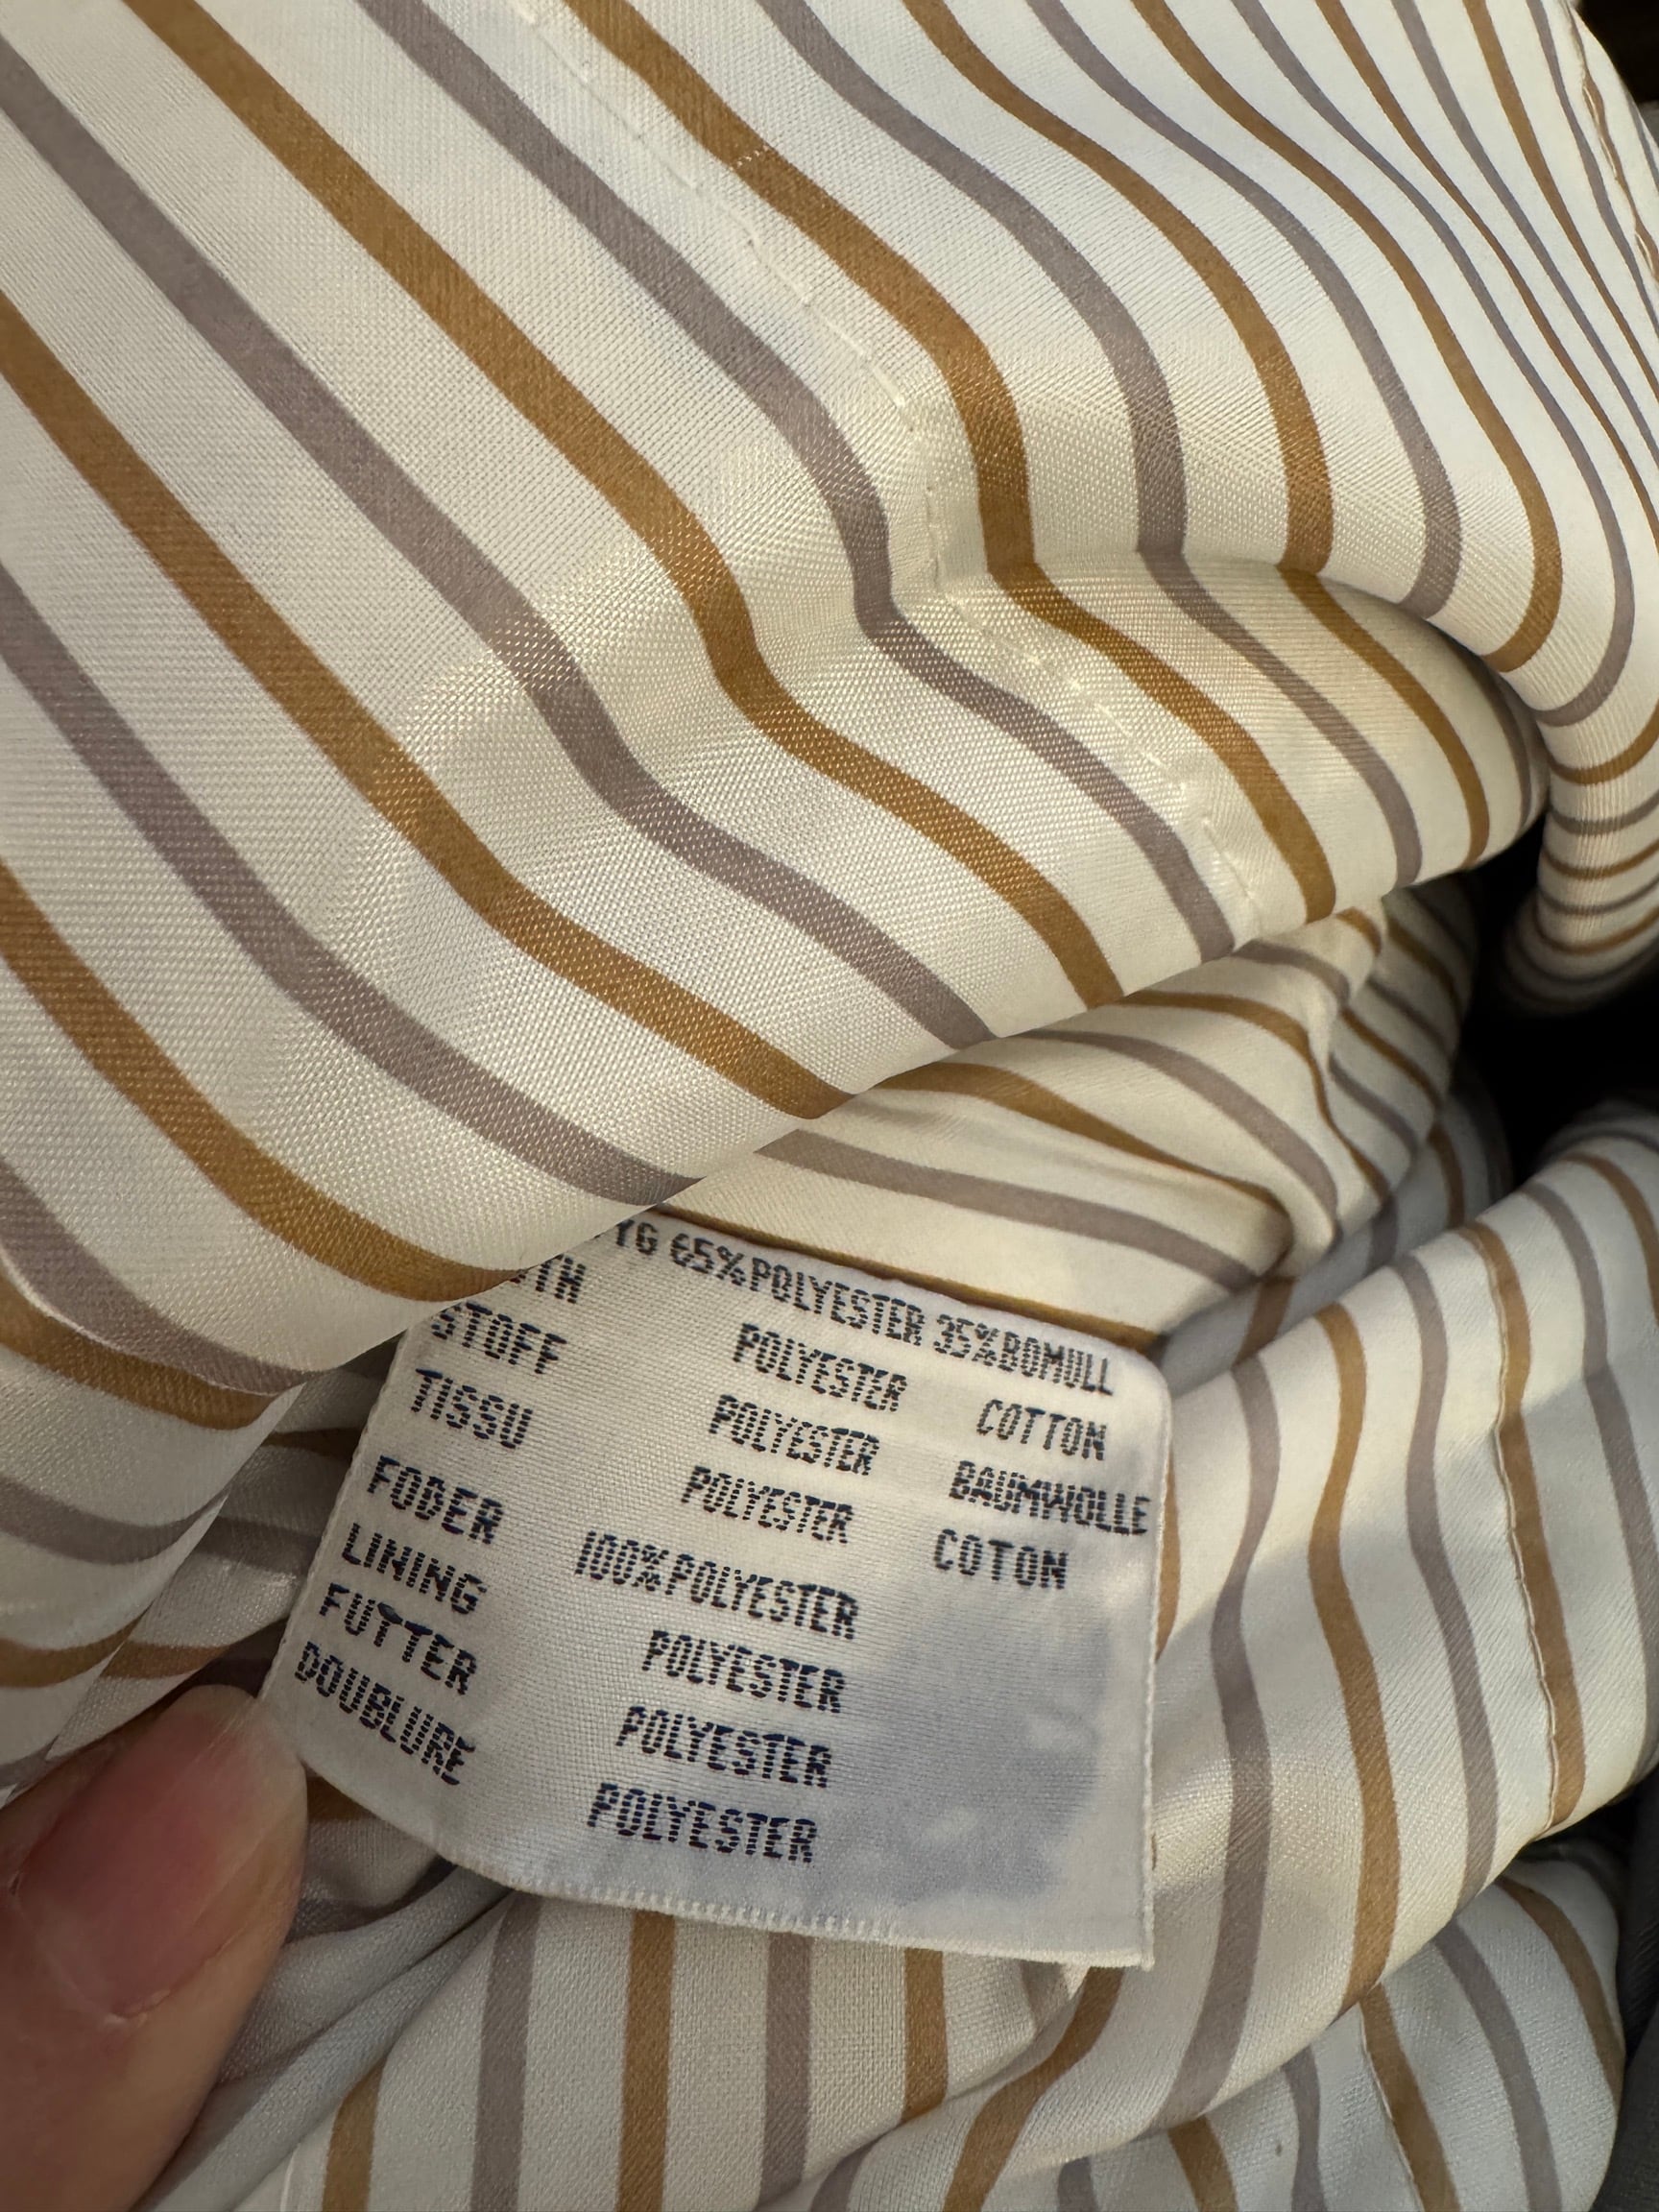 65%POLYESTER 35%BOMULL
POLYESTER COTTON
STOFF POLYESTER BAUMWOLLE
TISSU POLYESTER COTON
FODER 100%POLYESTER
LINING POLYESTER
FUTTER POLYESTER
DOUBLURE POLYESTER